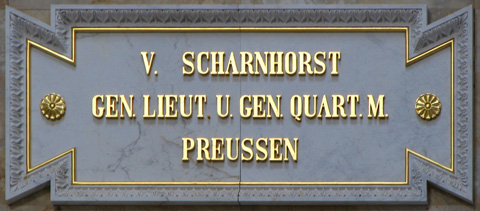 V. SCHARNHORST
GEN. LIEUT. U. GEN. QUART. M.
PREUSSEN